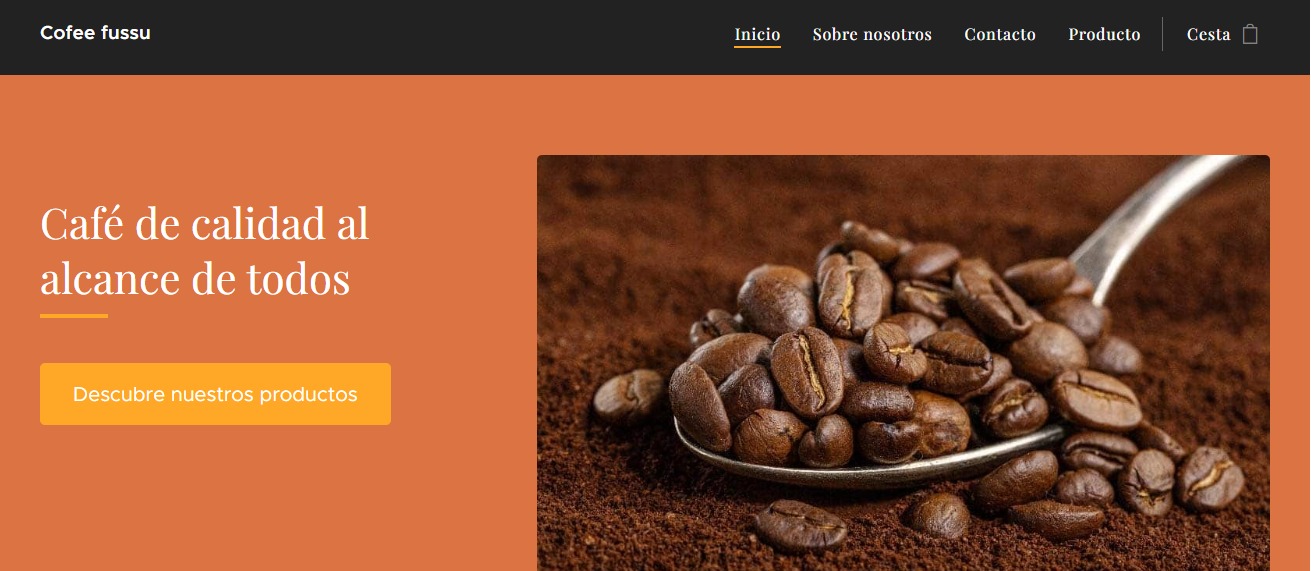 Cofee fussu
Inicio Sobre nosotros Contacto Producto Cesta
Café de calidad al
alcance de todos
Descubre nuestros productos